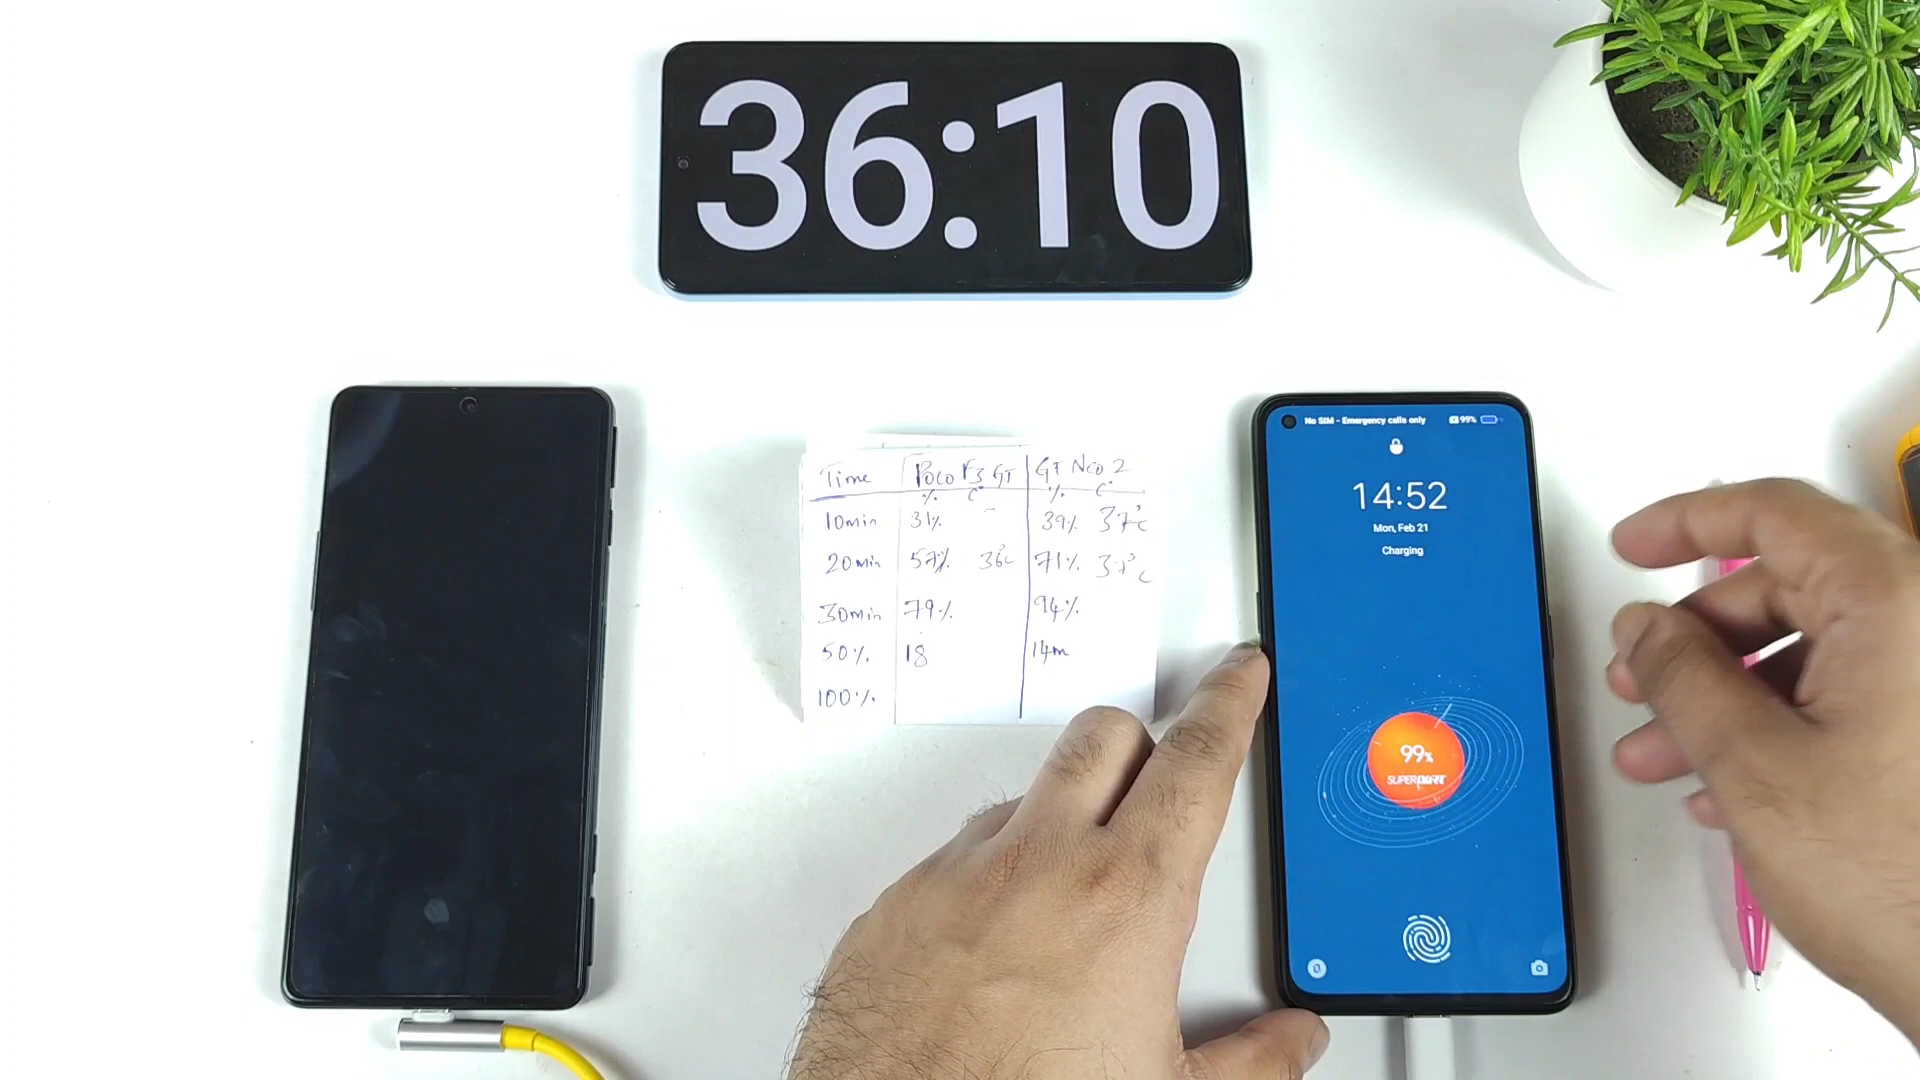 36:10
Time Poco F3 GT GT Neo 2
% C° % C°
10min 31% - 39% 37°C
20min 57% 36°C 71% 37°C
30min 79% 94%
50% 18 14m
100%
No SIM - Emergency calls only 99%
14:52
Mon, Feb 21
Charging
99%